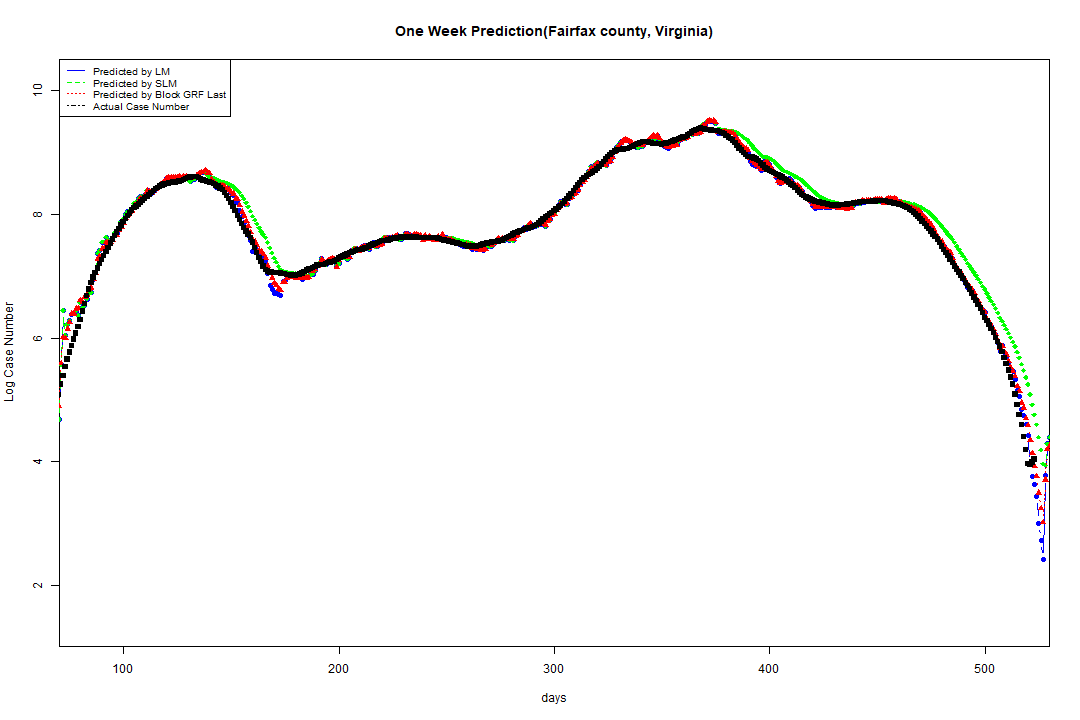 One Week Prediction(Fairfax county, Virginia)
Predicted by LM
Predicted by SLM
Predicted by Block GRF Last
Actual Case Number
Log Case Number
10
8
6
4
2
100 200 300 400 500
days